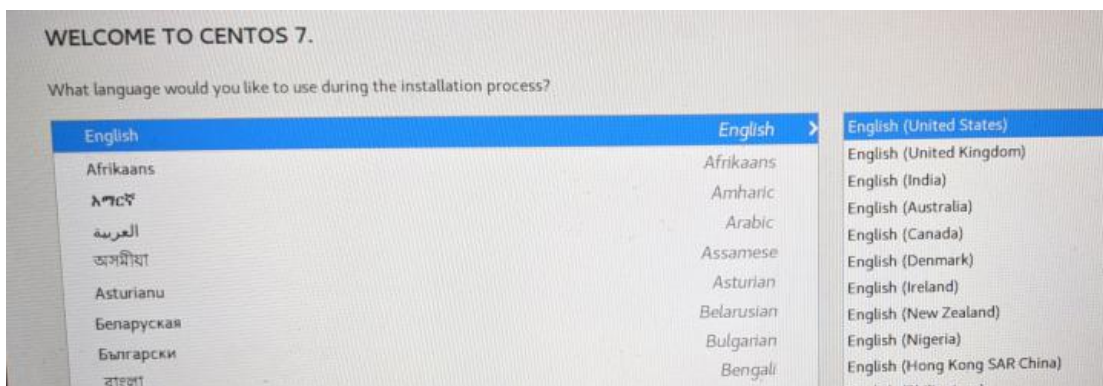 WELCOME TO CENTOS 7.
What language would you like to use during the installation process?
English English English (United States)
Afrikaans Afrikaans English (United Kingdom)
አማርኛ Amharic English (India)
العربية Arabic English (Australia)
অসমীয়া Assamese English (Canada)
Asturianu Asturian English (Denmark)
Беларуская Belarusian English (Ireland)
Български Bulgarian English (New Zealand)
বাংলা Bengali English (Nigeria)
English (Hong Kong SAR China)